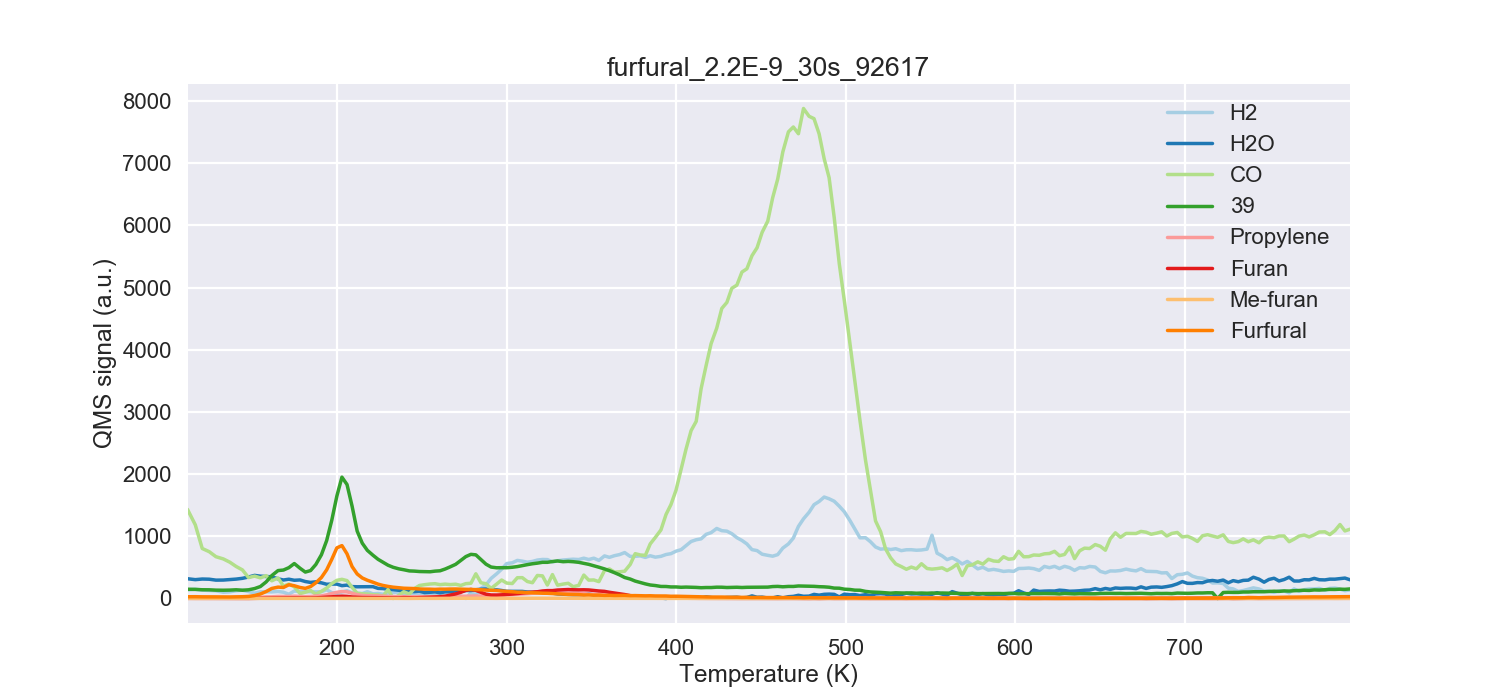 furfural_2.2E-9_30s_92617
8000
7000
6000
5000
4000
3000
2000
1000
0
QMS signal (a.u.)
H2
H2O
CO
39
Propylene
Furan
Me-furan
Furfural
200 300 400 500 600 700
Temperature (K)